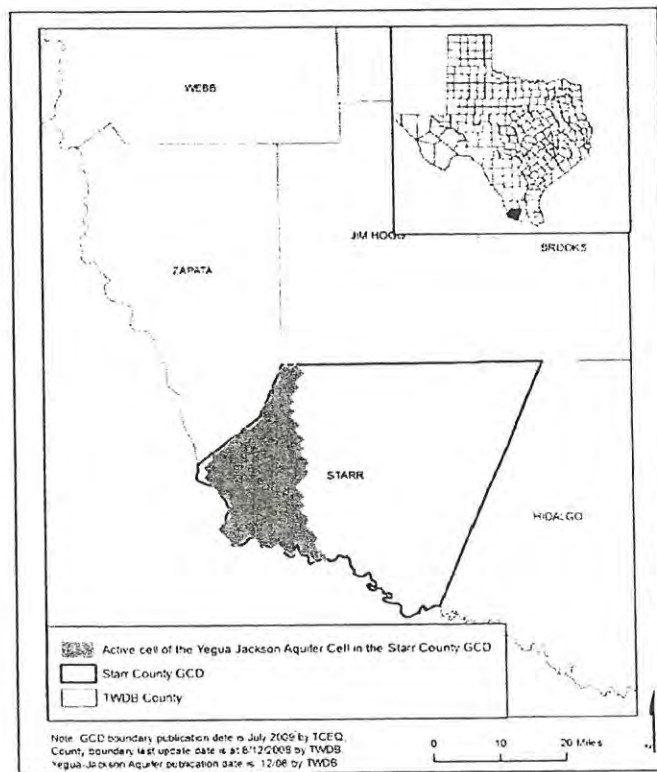 WEBB
JIM HOGG
BROOKS
ZAPATA
STARR
HIDALGO
Active cell of the Yegua Jackson Aquifer Cell in the Starr County GCD
Starr County GCD
TWDB County
Note: GCD boundary publication date is July 2009 by TCEQ.
County boundary last update date is at 8/12/2008 by TWDB
Yegua-Jackson Aquifer publication date is 12/06 by TWDB
0 10 20 Miles